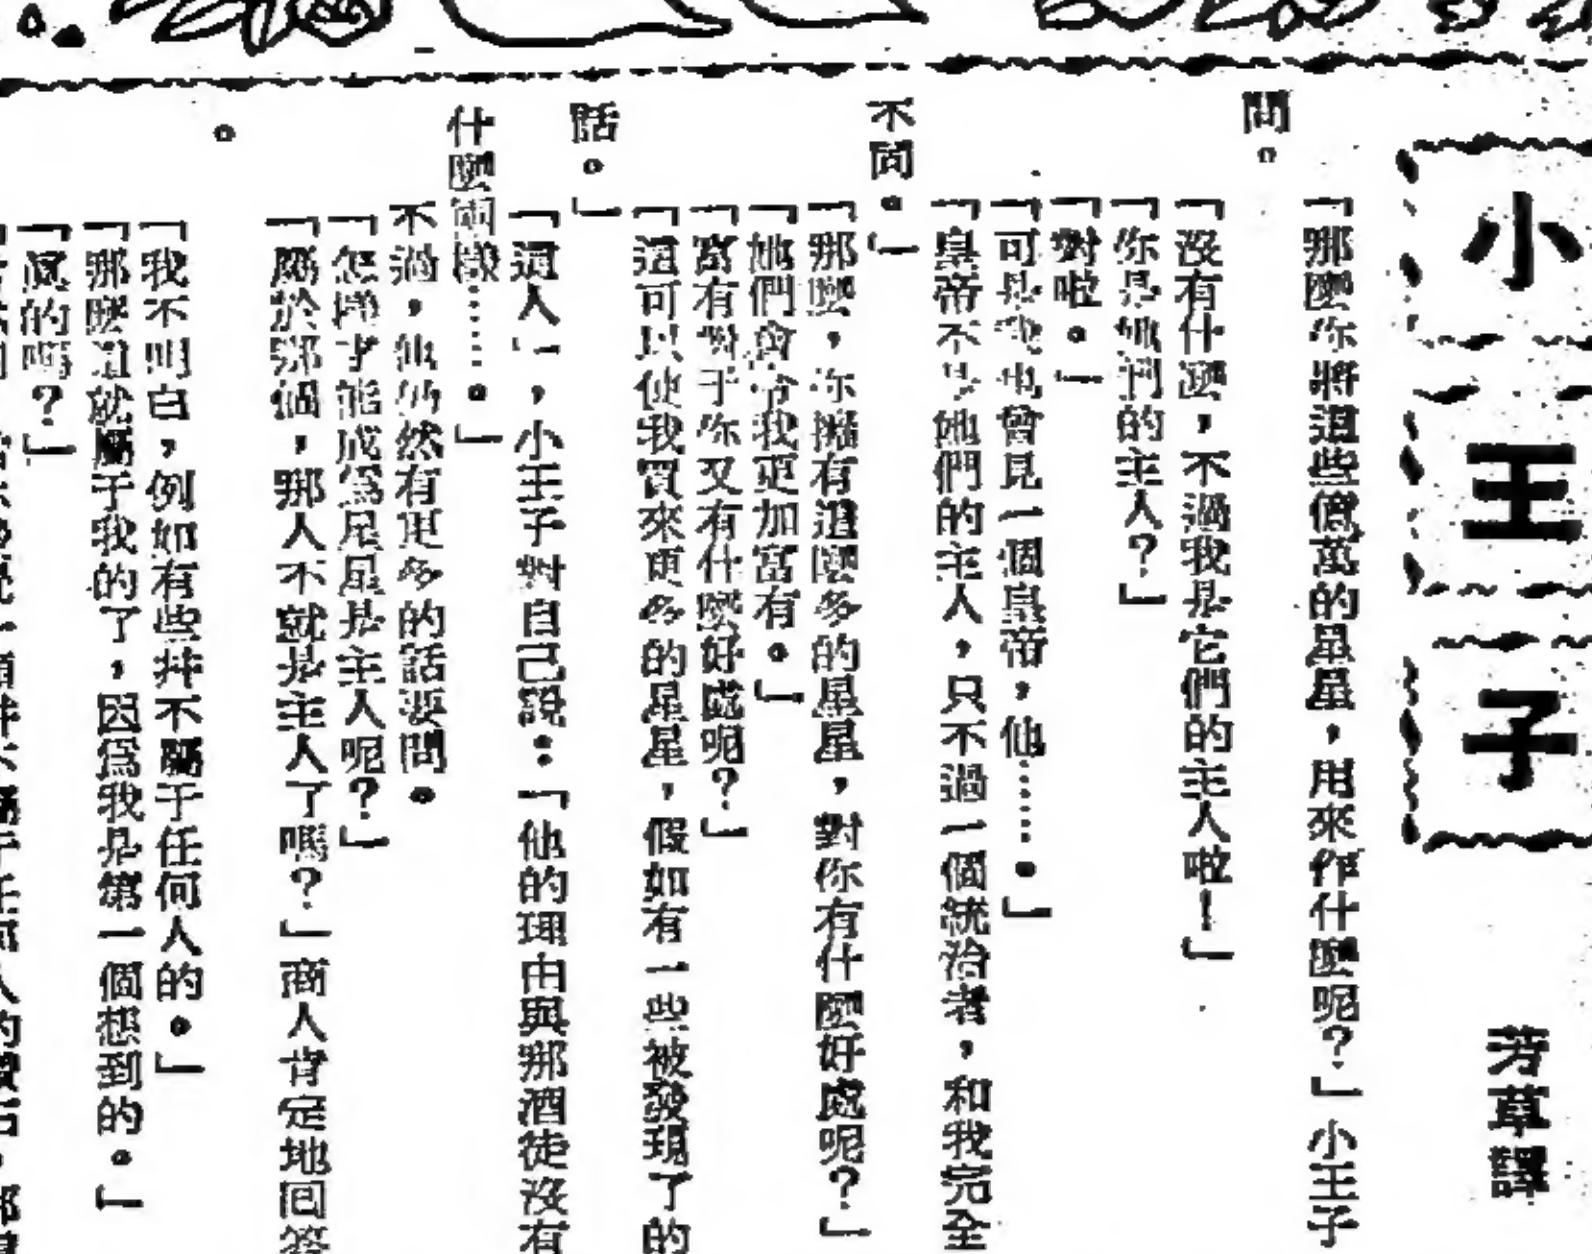 小王子
芳草譯
「那麼你將這些億萬的星星，用來作什麼呢？」小王子
問。
「沒有什麼，不過我是它們的主人啦！」
「你是她們的主人？」
「對啦。」
「可是我也曾見一個皇帝，他……。」
「皇帝不是她們的主人，只不過一個統治者，和我完全
不同。」
「那麼，你擁有這麼多的星星，對你有什麼好處呢？」
「她們會令我更加富有。」
「富有對于你又有什麼好處呢？」
「這可以使我買來更多的星星，假如有一些被發現了的
話。」
「這人」，小王子對自己說：「他的理由與那酒徒沒有
什麼兩樣……。」
不過，他仍然有更多的話要問。
「怎樣才能成爲星星是主人呢？」
「屬於那個，那人不就是主人了嗎？」商人肯定地回答
。
「我不明白，例如有些井不屬于任何人的。」
「那麼這就屬于我的了，因爲我是第一個想到的。」
「眞的嗎？」